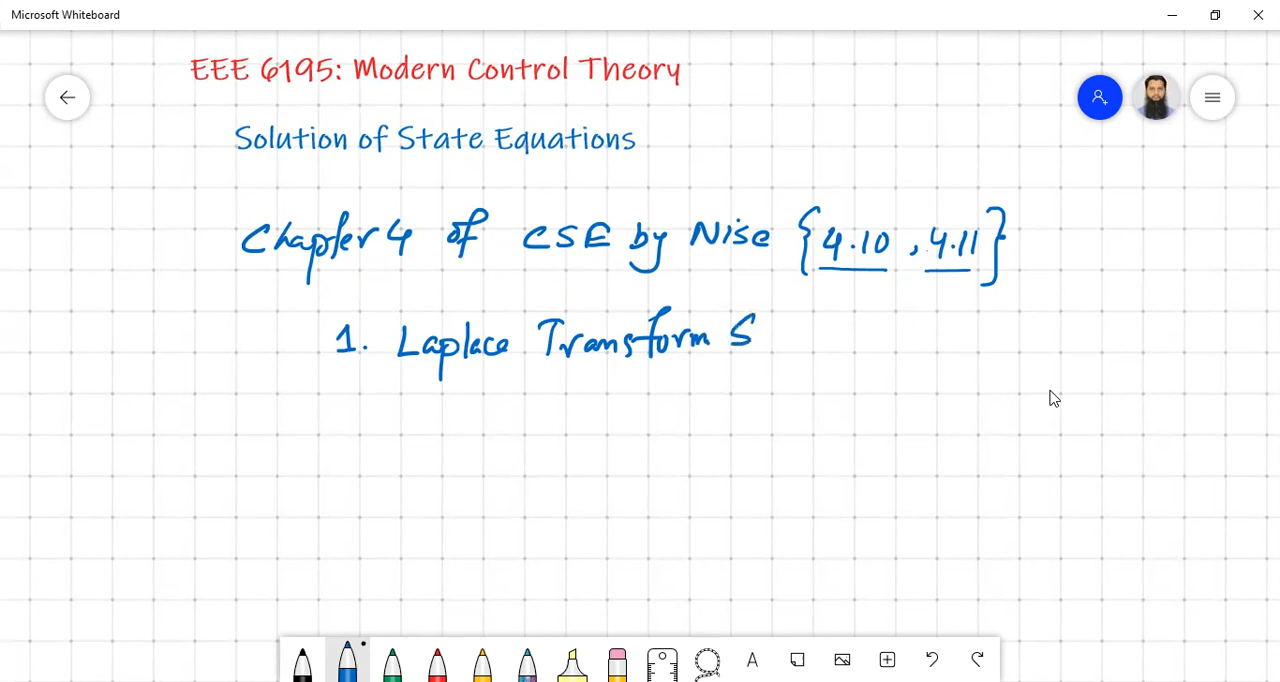 Microsoft Whiteboard
EEE 6195: Modern Control Theory
Solution of State Equations
Chapter 4 of CSE by Nise {4.10, 4.11}
1. Laplace Transform S
A